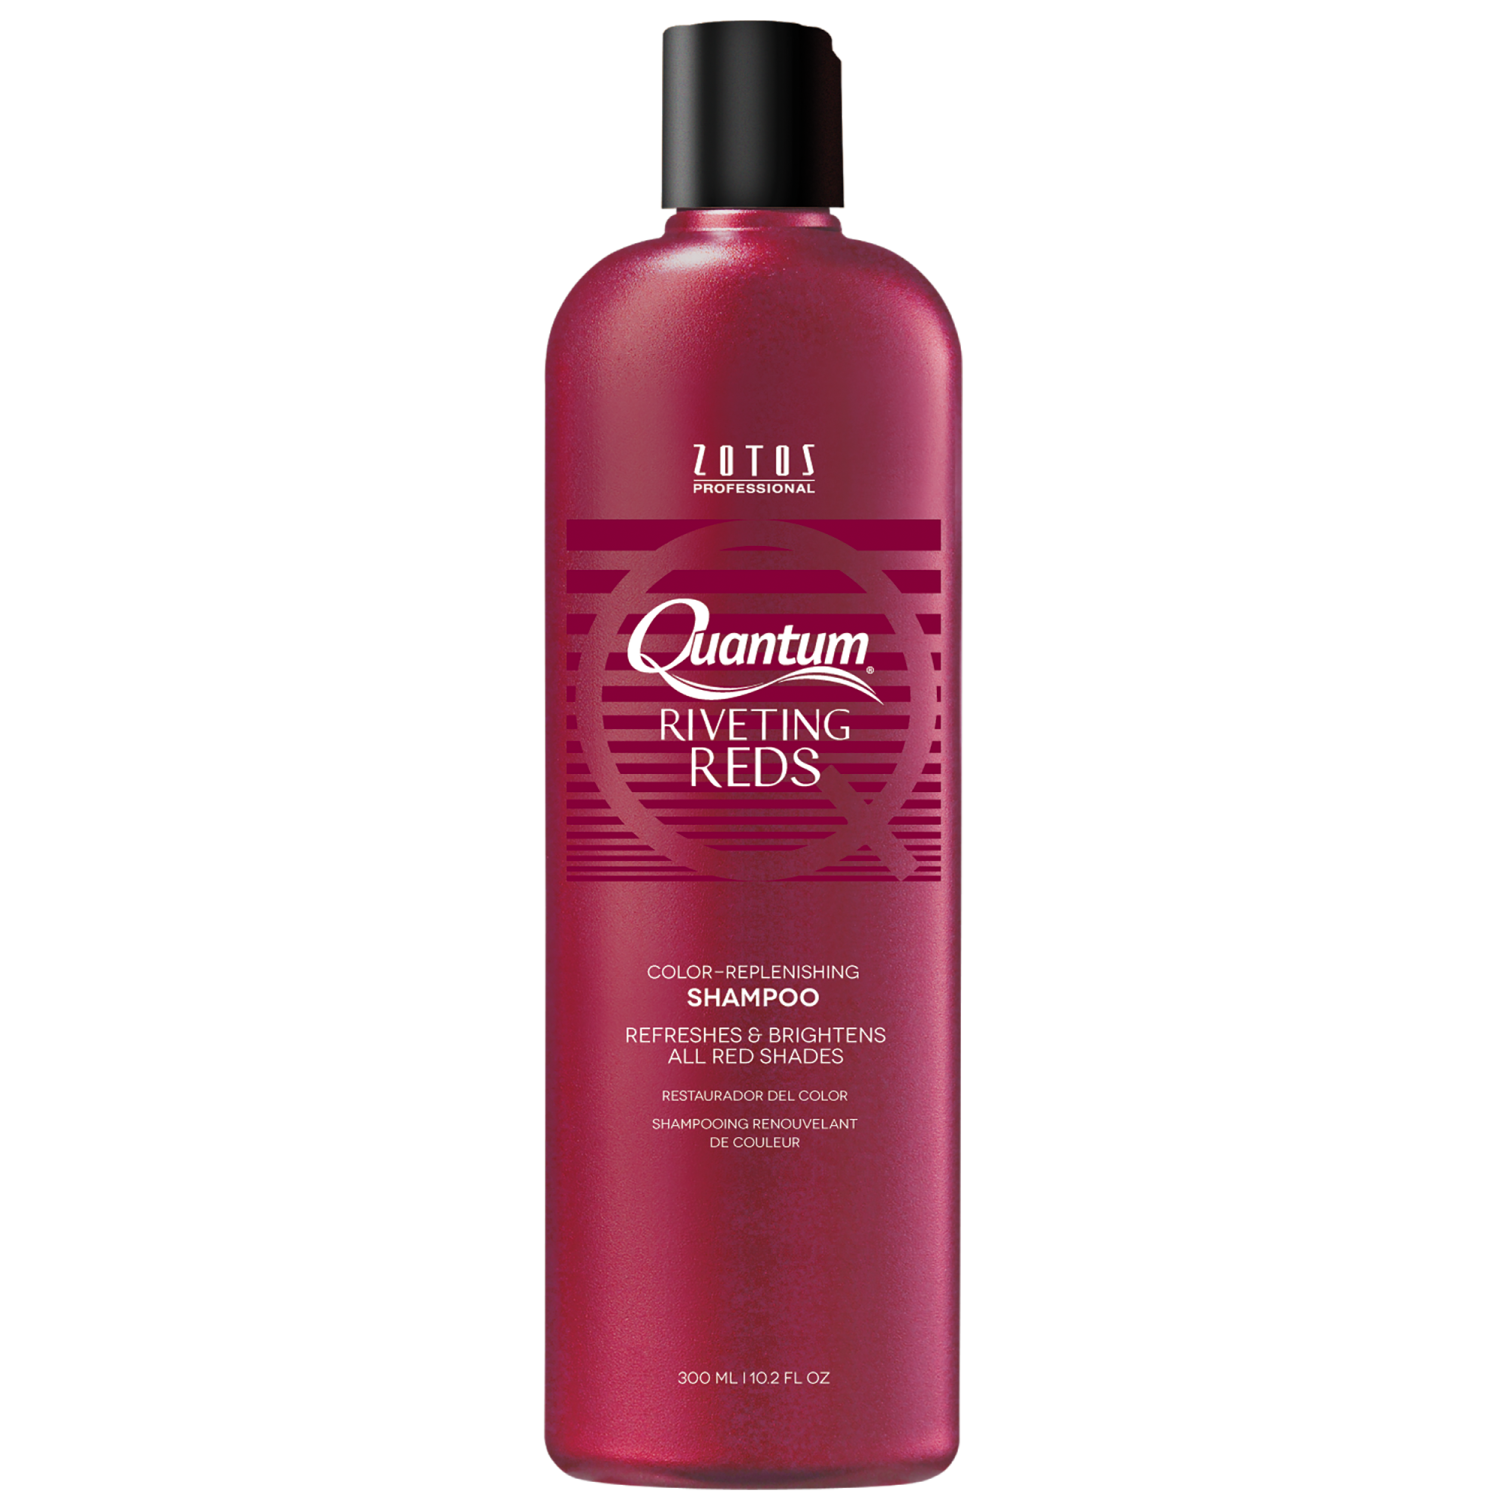 ZOTOS
PROFESSIONAL
Quantum®
RIVETING
REDS
COLOR-REPLENISHING
SHAMPOO
REFRESHES & BRIGHTENS
ALL RED SHADES
RESTAURADOR DEL COLOR
SHAMPOOING RENOUVELANT
DE COULEUR
300 ML | 10.2 FL OZ